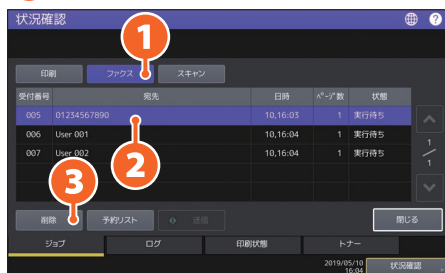 状況確認
?
1
印刷 ファクス スキャン
受付番号 宛先 日時 ページ数 状態
005 01234567890 10,16:03 1 実行待ち
006 User 001 10,16:04 1 実行待ち
007 User 002 10,16:04 1 実行待ち
2
1
1
3
削除 予約リスト 送信 閉じる
ジョブ ログ 印刷状態 トナー
2019/05/10
16:04
状況確認